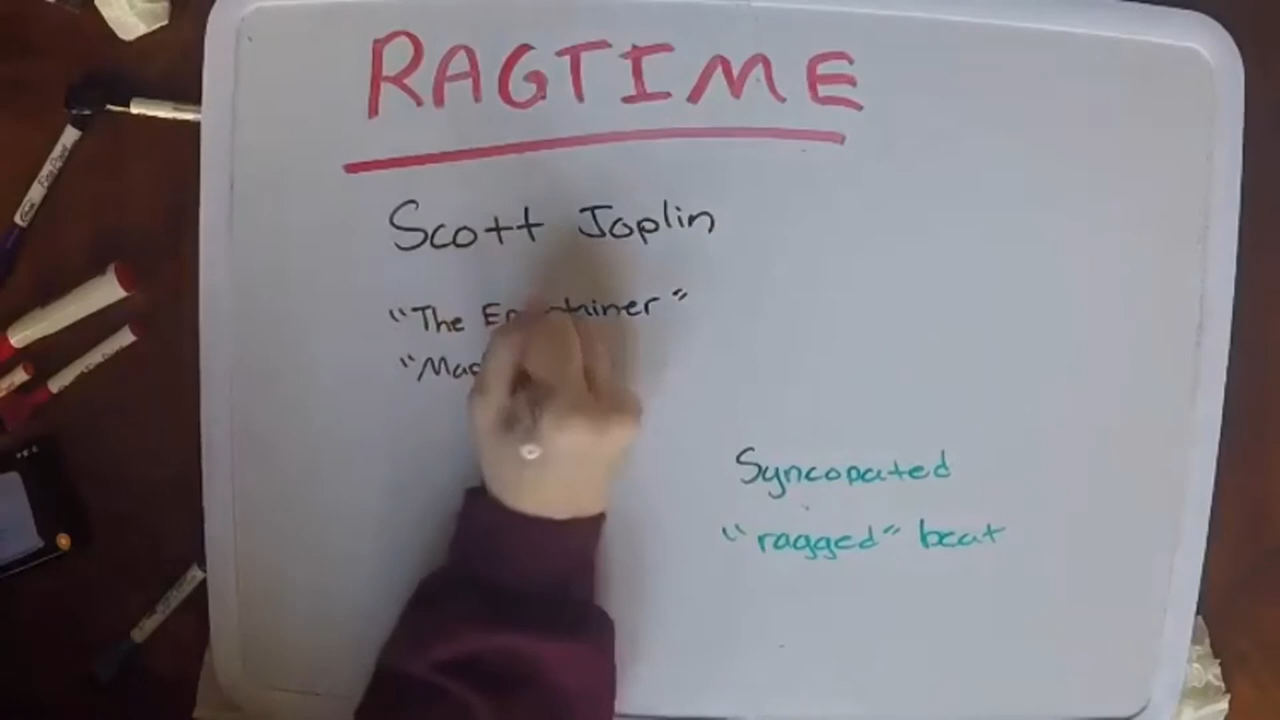 RAGTIME
Scott Joplin
"The
"
Syncopated
"ragged" beat